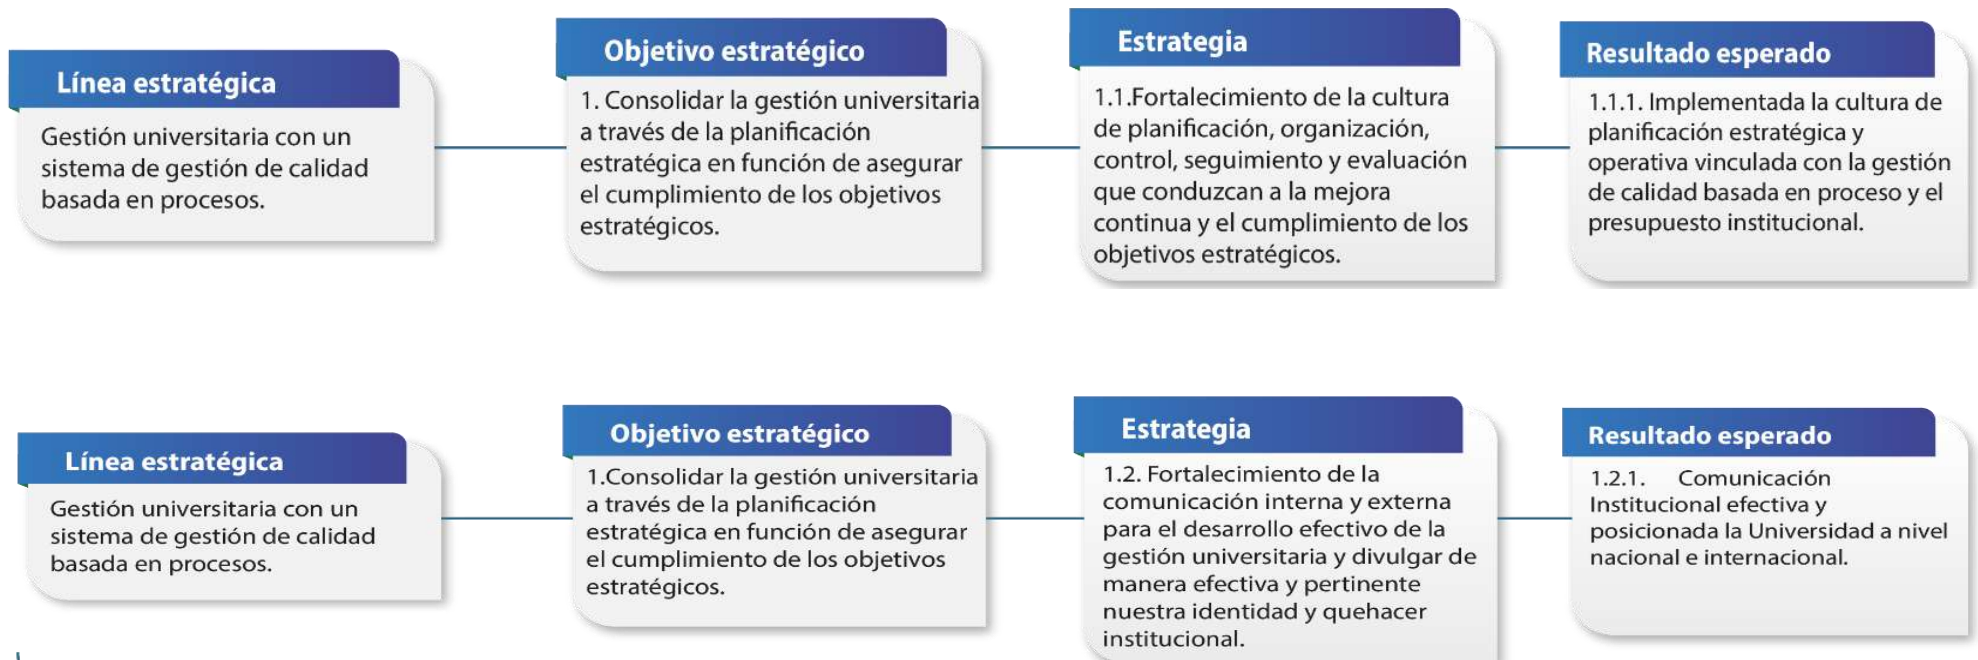 Línea estratégica
Gestión universitaria con un
sistema de gestión de calidad
basada en procesos.
Objetivo estratégico
1. Consolidar la gestión universitaria
a través de la planificación
estratégica en función de asegurar
el cumplimiento de los objetivos
estratégicos.
Estrategia
1.1.Fortalecimiento de la cultura
de planificación, organización,
control, seguimiento y evaluación
que conduzcan a la mejora
continua y el cumplimiento de los
objetivos estratégicos.
Resultado esperado
1.1.1. Implementada la cultura de
planificación estratégica y
operativa vinculada con la gestión
de calidad basada en proceso y el
presupuesto institucional.
Línea estratégica
Gestión universitaria con un
sistema de gestión de calidad
basada en procesos.
Objetivo estratégico
1.Consolidar la gestión universitaria
a través de la planificación
estratégica en función de asegurar
el cumplimiento de los objetivos
estratégicos.
Estrategia
1.2. Fortalecimiento de la
comunicación interna y externa
para el desarrollo efectivo de la
gestión universitaria y divulgar de
manera efectiva y pertinente
nuestra identidad y quehacer
institucional.
Resultado esperado
1.2.1. Comunicación
Institucional efectiva y
posicionada la Universidad a nivel
nacional e internacional.